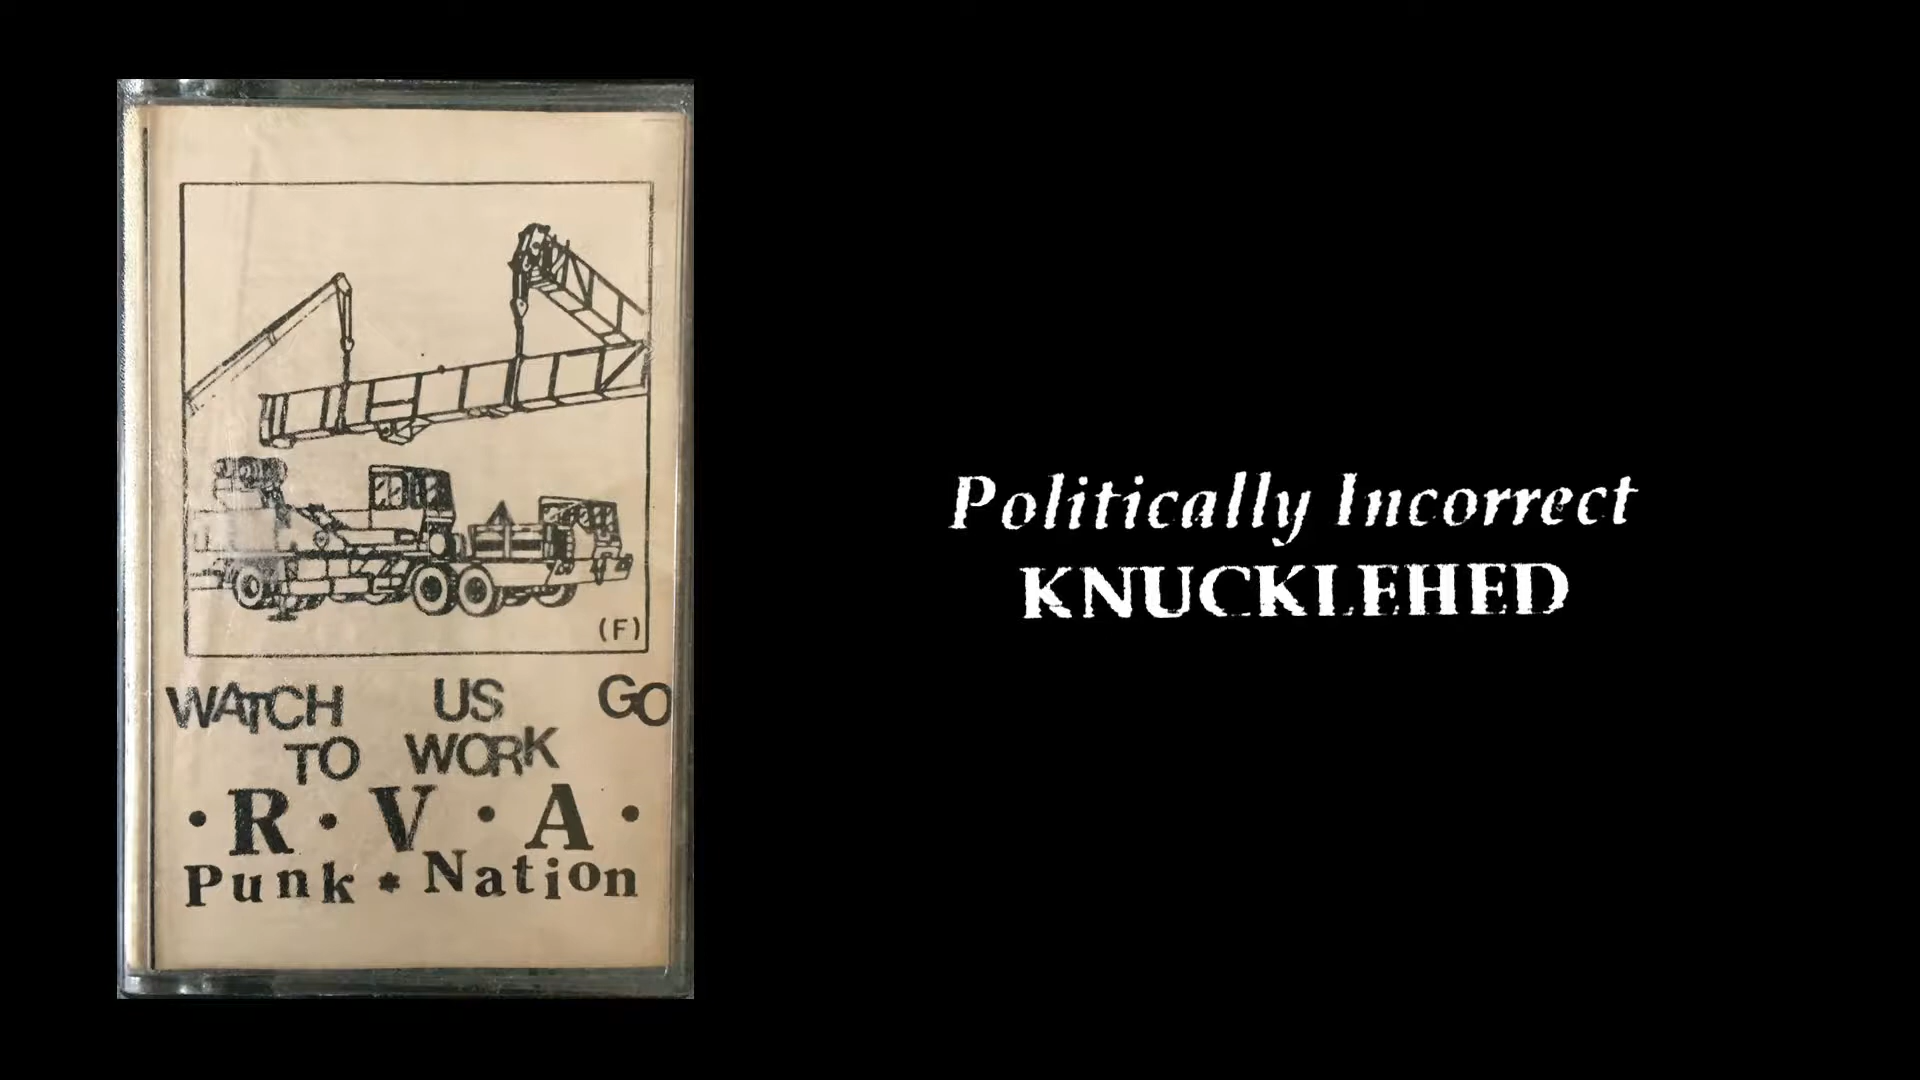 (F)
WATCH US GO
TO WORK
·R·V·A·
Punk * Nation
Politically Incorrect
KNUCKLEHED